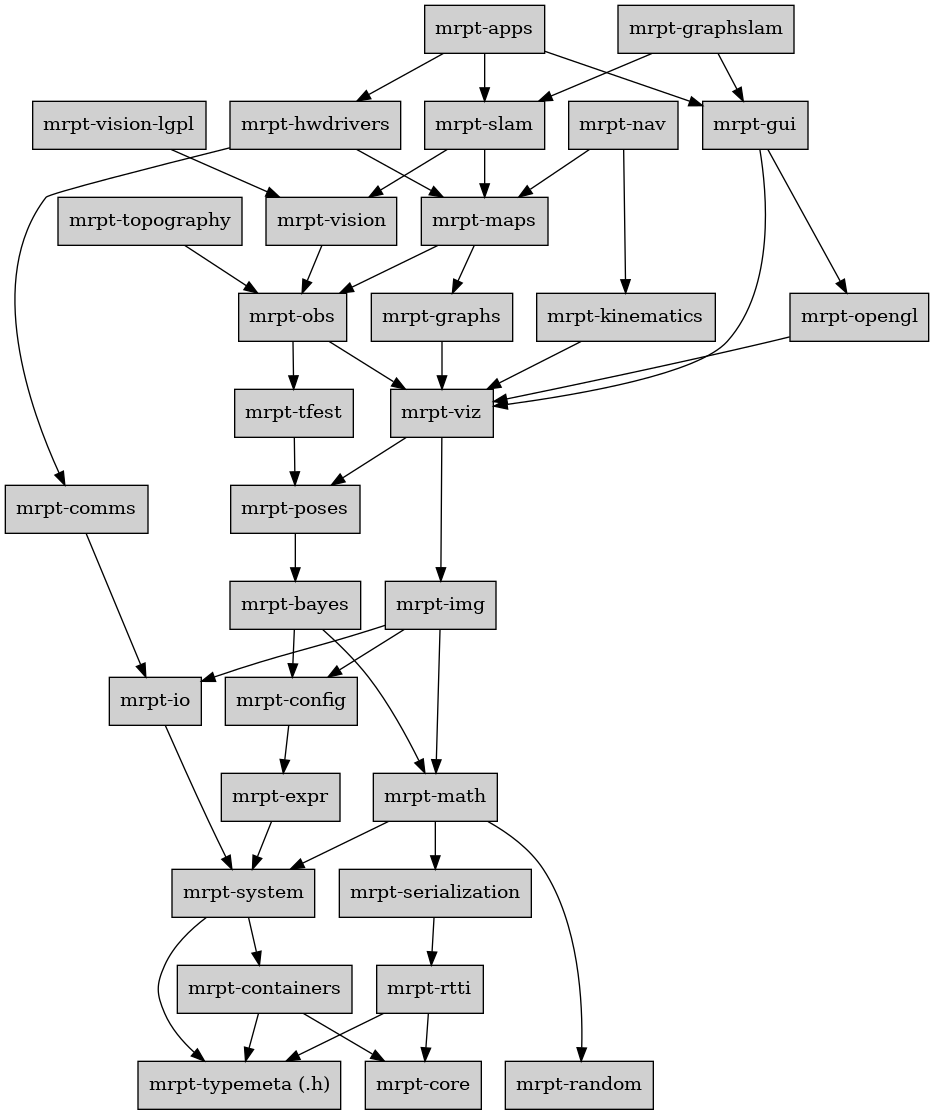 mrpt-apps
mrpt-graphslam
mrpt-vision-lgpl
mrpt-hwdrivers
mrpt-slam
mrpt-nav
mrpt-gui
mrpt-topography
mrpt-vision
mrpt-maps
mrpt-obs
mrpt-graphs
mrpt-kinematics
mrpt-opengl
mrpt-tfest
mrpt-viz
mrpt-comms
mrpt-poses
mrpt-bayes
mrpt-img
mrpt-io
mrpt-config
mrpt-expr
mrpt-math
mrpt-system
mrpt-serialization
mrpt-containers
mrpt-rtti
mrpt-typemeta (.h)
mrpt-core
mrpt-random